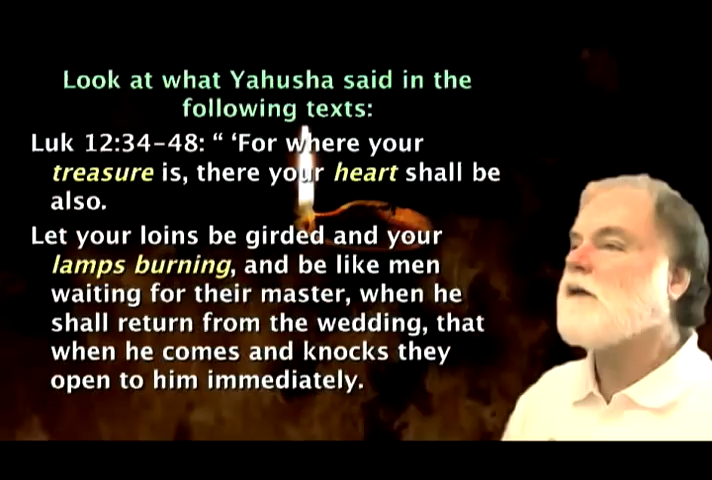 Look at what Yahusha said in the
following texts:
Luk 12:34–48: “ ‘For where your
treasure is, there your heart shall be
also.
Let your loins be girded and your
lamps burning, and be like men
waiting for their master, when he
shall return from the wedding, that
when he comes and knocks they
open to him immediately.